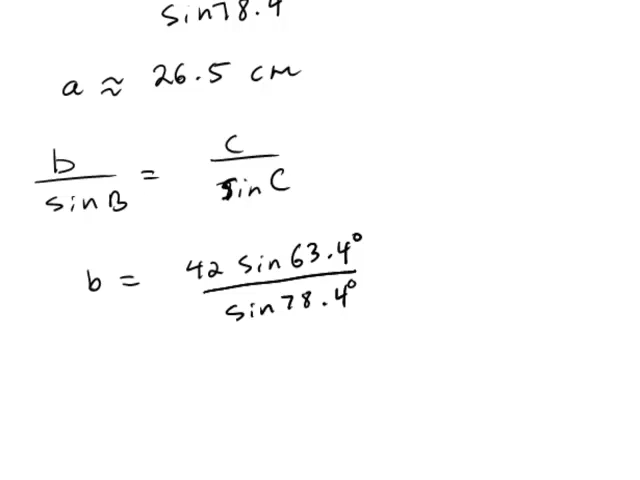 sin78.4
a ≈ 26.5 cm
b/sinB = c/sinC
b = 42 sin63.4°/sin78.4°